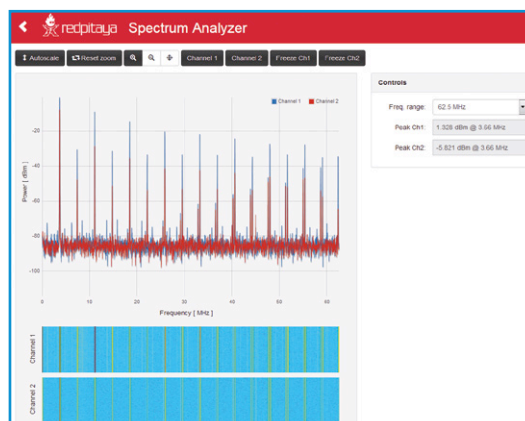 redpitaya Spectrum Analyzer
Autoscale Reset zoom Channel 1 Channel 2 Freeze Ch1 Freeze Ch2
Controls
Freq. range: 62.5 MHz
Peak Ch1: 1.328 dBm @ 3.66 MHz
Peak Ch2: -5.821 dBm @ 3.66 MHz
Channel 1 Channel 2
Power [ dBm ]
-20
-40
-60
-80
-100
0 10 20 30 40 50 60
Frequency [ MHz ]
Channel 1
Channel 2